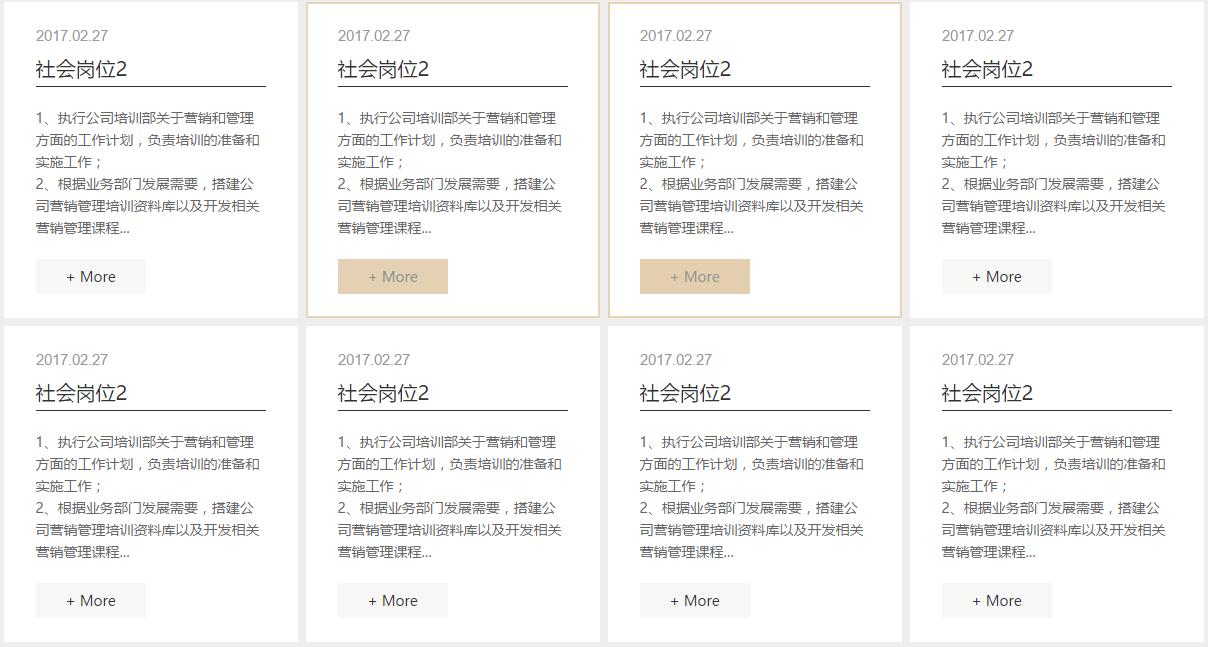 2017.02.27
社会岗位2
1、执行公司培训部关于营销和管理
方面的工作计划，负责培训的准备和
实施工作；
2、根据业务部门发展需要，搭建公
司营销管理培训资料库以及开发相关
营销管理课程...
+ More
2017.02.27
社会岗位2
1、执行公司培训部关于营销和管理
方面的工作计划，负责培训的准备和
实施工作；
2、根据业务部门发展需要，搭建公
司营销管理培训资料库以及开发相关
营销管理课程...
+ More
2017.02.27
社会岗位2
1、执行公司培训部关于营销和管理
方面的工作计划，负责培训的准备和
实施工作；
2、根据业务部门发展需要，搭建公
司营销管理培训资料库以及开发相关
营销管理课程...
+ More
2017.02.27
社会岗位2
1、执行公司培训部关于营销和管理
方面的工作计划，负责培训的准备和
实施工作；
2、根据业务部门发展需要，搭建公
司营销管理培训资料库以及开发相关
营销管理课程...
+ More
2017.02.27
社会岗位2
1、执行公司培训部关于营销和管理
方面的工作计划，负责培训的准备和
实施工作；
2、根据业务部门发展需要，搭建公
司营销管理培训资料库以及开发相关
营销管理课程...
+ More
2017.02.27
社会岗位2
1、执行公司培训部关于营销和管理
方面的工作计划，负责培训的准备和
实施工作；
2、根据业务部门发展需要，搭建公
司营销管理培训资料库以及开发相关
营销管理课程...
+ More
2017.02.27
社会岗位2
1、执行公司培训部关于营销和管理
方面的工作计划，负责培训的准备和
实施工作；
2、根据业务部门发展需要，搭建公
司营销管理培训资料库以及开发相关
营销管理课程...
+ More
2017.02.27
社会岗位2
1、执行公司培训部关于营销和管理
方面的工作计划，负责培训的准备和
实施工作；
2、根据业务部门发展需要，搭建公
司营销管理培训资料库以及开发相关
营销管理课程...
+ More